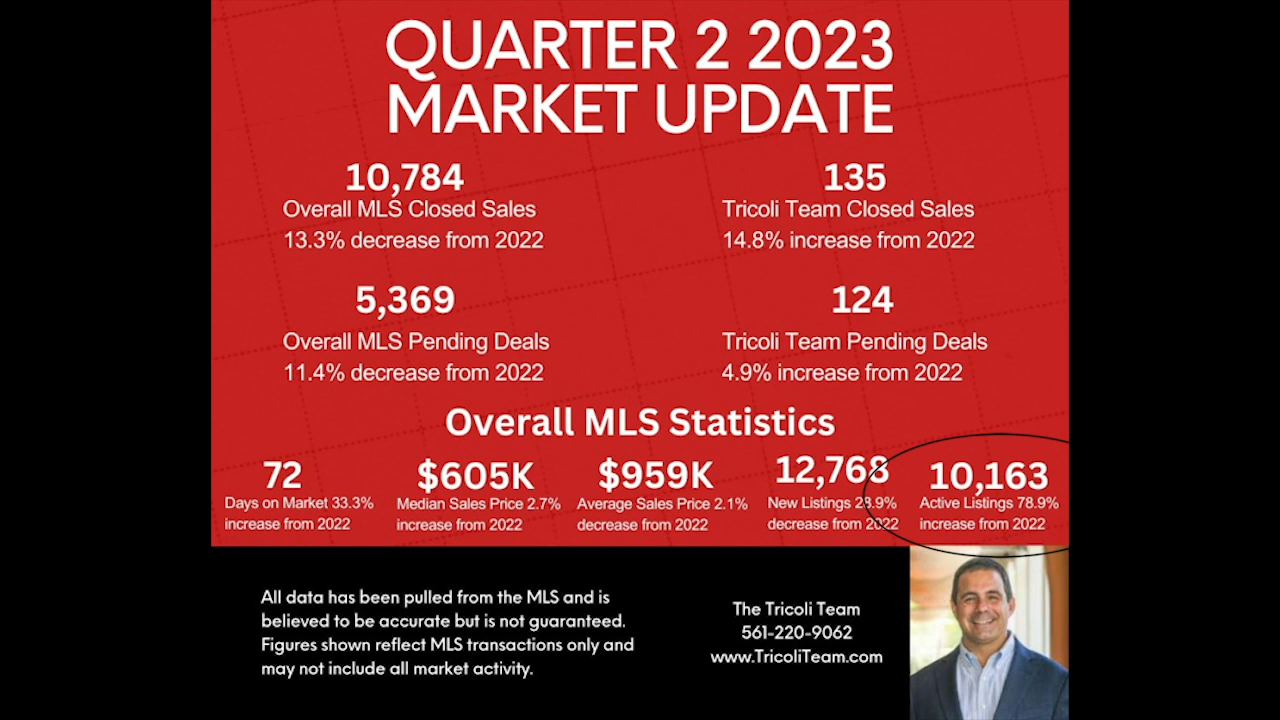 QUARTER 2 2023
MARKET UPDATE
10,784
Overall MLS Closed Sales
13.3% decrease from 2022
135
Tricoli Team Closed Sales
14.8% increase from 2022
5,369
Overall MLS Pending Deals
11.4% decrease from 2022
124
Tricoli Team Pending Deals
4.9% increase from 2022
Overall MLS Statistics
72
Days on Market 33.3%
increase from 2022
$605K
Median Sales Price 2.7%
increase from 2022
$959K
Average Sales Price 2.1%
decrease from 2022
12,768
New Listings 28.9%
decrease from 2022
10,163
Active Listings 78.9%
increase from 2022
All data has been pulled from the MLS and is
believed to be accurate but is not guaranteed.
Figures shown reflect MLS transactions only and
may not include all market activity.
The Tricoli Team
561-220-9062
www.TricoliTeam.com